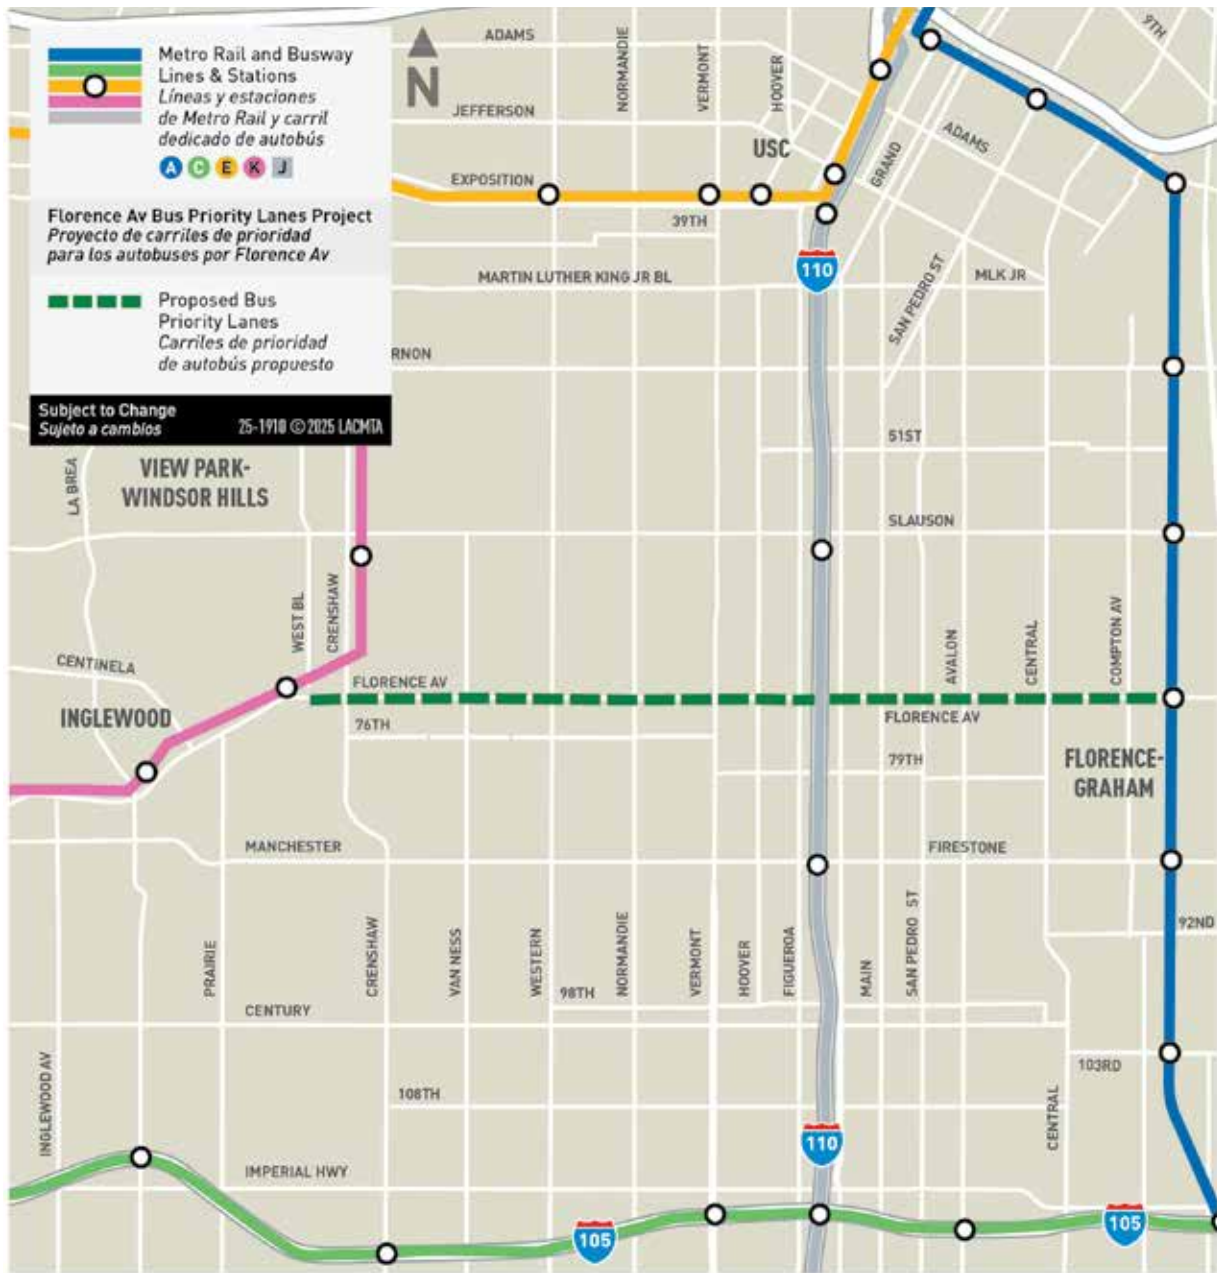 Metro Rail and Busway
Lines & Stations
Líneas y estaciones
de Metro Rail y carril
dedicado de autobús
A C E K J
Florence Av Bus Priority Lanes Project
Proyecto de carriles de prioridad
para los autobuses por Florence Av
Proposed Bus
Priority Lanes
Carriles de prioridad
de autobús propuesto
Subject to Change
Sujeto a cambios
25-1910 © 2025 LACMTA
N
ADAMS
JEFFERSON
EXPOSITION
NORMANDIE
VERMONT
HOOVER
USC
39TH
9TH
ADAMS
GRAND
110
MARTIN LUTHER KING JR BL
MLK JR
SAN PEDRO ST
RNON
51ST
LA BREA
VIEW PARK-
WINDSOR HILLS
SLAUSON
WEST BL
CRENSHAW
AVALON
CENTRAL
COMPTON AV
CENTINELA
FLORENCE AV
INGLEWOOD
76TH
FLORENCE AV
79TH
FLORENCE-
GRAHAM
MANCHESTER
FIRESTONE
92ND
PRAIRIE
CRENSHAW
VAN NESS
WESTERN
NORMANDIE
VERMONT
HOOVER
FIGUEROA
MAIN
SAN PEDRO ST
98TH
CENTURY
103RD
INGLEWOOD AV
108TH
CENTRAL
110
IMPERIAL HWY
105
105